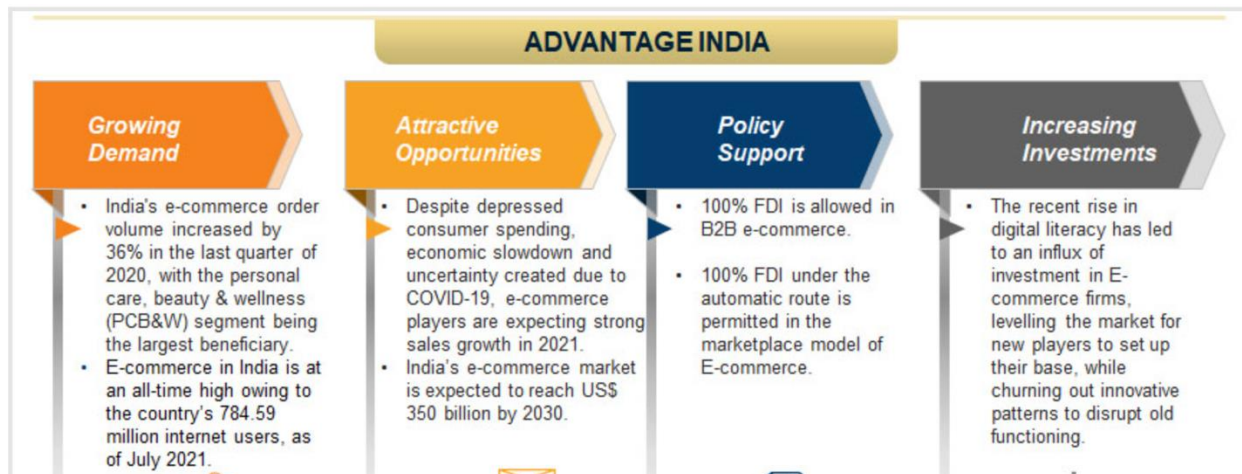 ADVANTAGE INDIA
Growing
Demand
• India's e-commerce order
volume increased by
36% in the last quarter of
2020, with the personal
care, beauty & wellness
(PCB&W) segment being
the largest beneficiary.
• E-commerce in India is at
an all-time high owing to
the country's 784.59
million internet users, as
of July 2021.
Attractive
Opportunities
• Despite depressed
consumer spending,
economic slowdown and
uncertainty created due to
COVID-19, e-commerce
players are expecting strong
sales growth in 2021.
• India's e-commerce market
is expected to reach US$
350 billion by 2030.
Policy
Support
• 100% FDI is allowed in
B2B e-commerce.
• 100% FDI under the
automatic route is
permitted in the
marketplace model of
E-commerce.
Increasing
Investments
• The recent rise in
digital literacy has led
to an influx of
investment in E-
commerce firms,
levelling the market for
new players to set up
their base, while
churning out innovative
patterns to disrupt old
functioning.